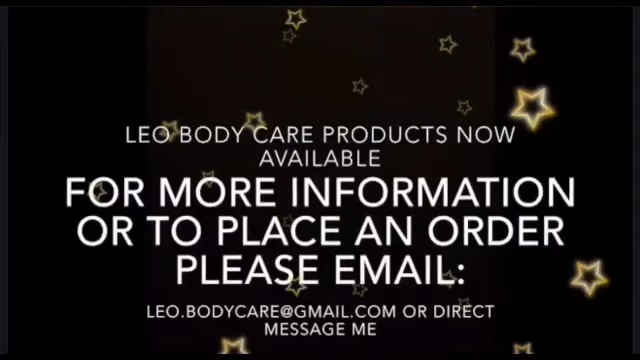 LEO BODY CARE PRODUCTS NOW
AVAILABLE
FOR MORE INFORMATION
OR TO PLACE AN ORDER
PLEASE EMAIL:
LEO.BODYCARE@GMAIL.COM OR DIRECT
MESSAGE ME